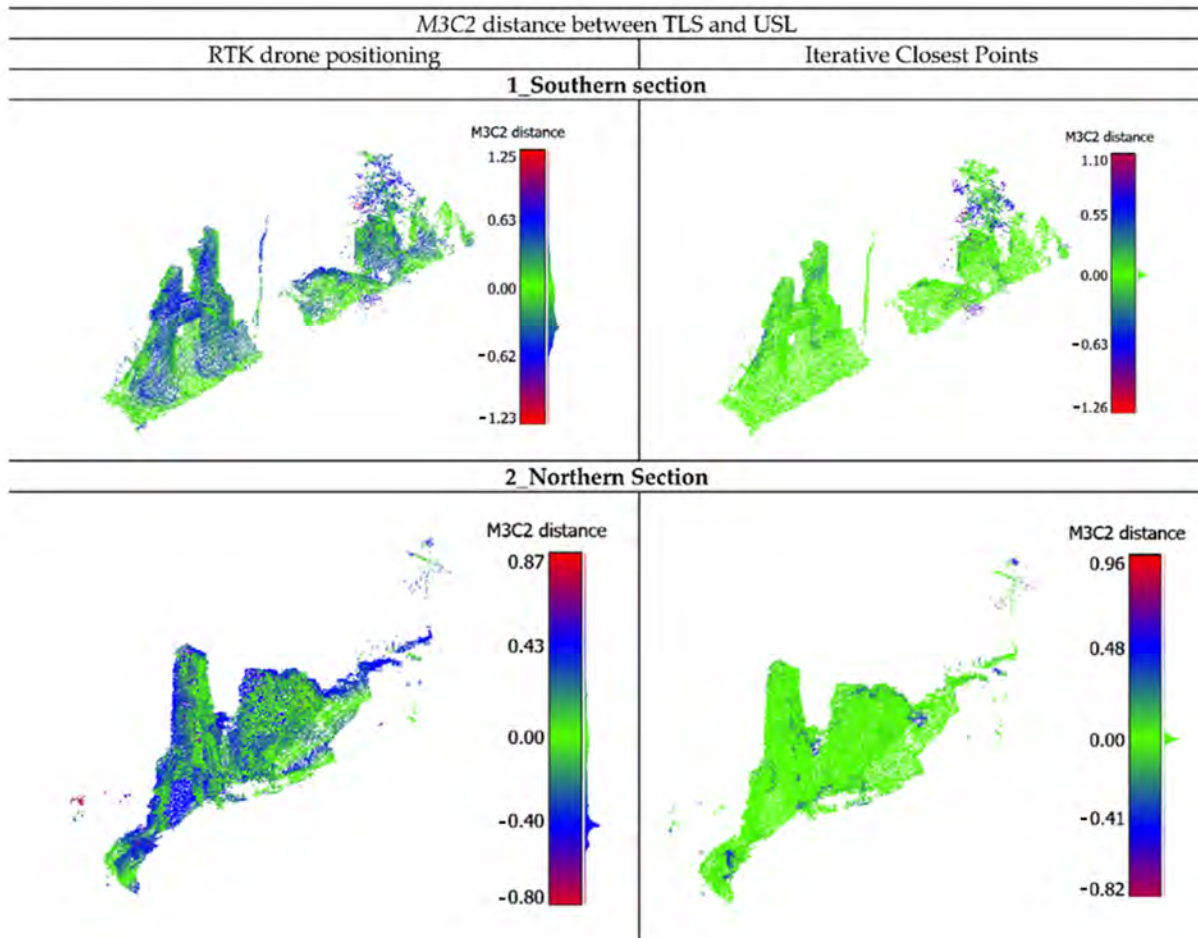 M3C2 distance between TLS and USL
RTK drone positioning
Iterative Closest Points
1_Southern section
M3C2 distance
1.25
0.63
0.00
-0.62
-1.23
M3C2 distance
1.10
0.55
0.00
-0.63
-1.26
2_Northern Section
M3C2 distance
0.87
0.43
0.00
-0.40
-0.80
M3C2 distance
0.96
0.48
0.00
-0.41
-0.82